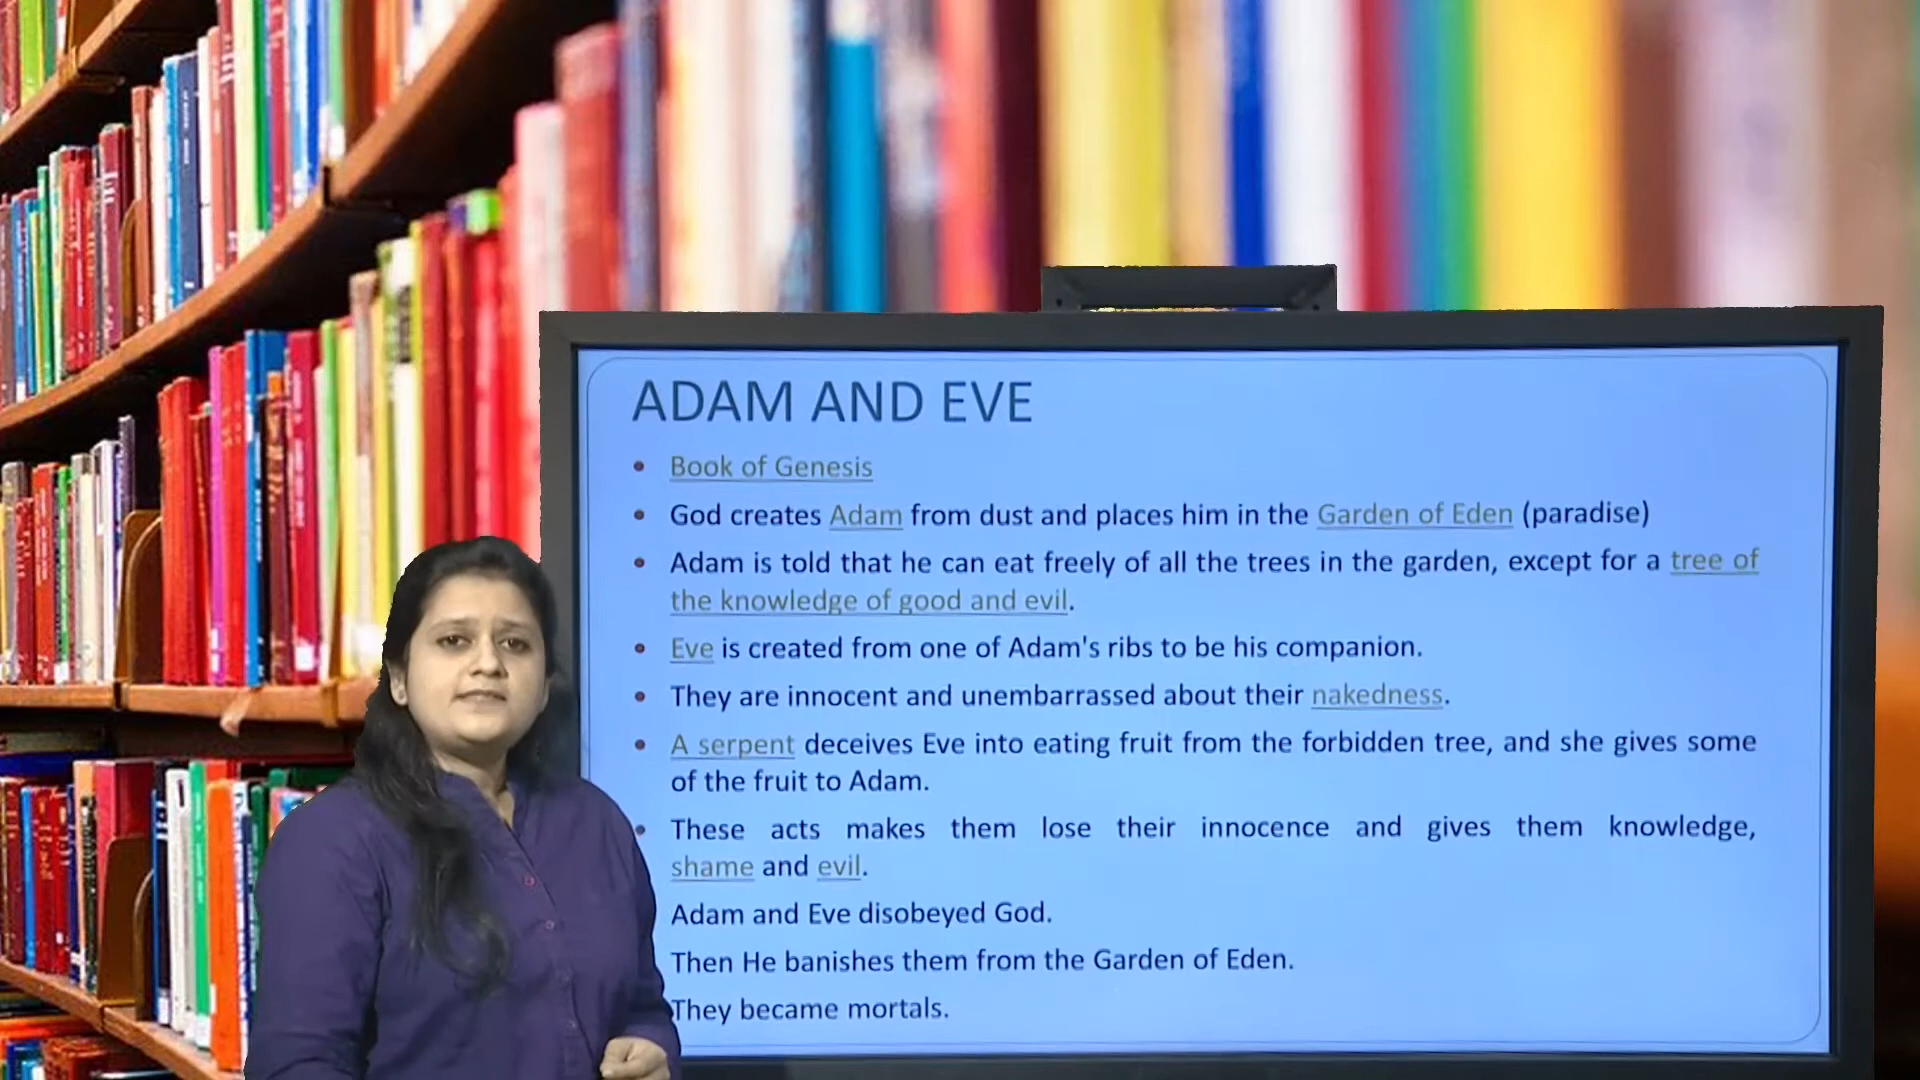 ADAM AND EVE
• Book of Genesis
• God creates Adam from dust and places him in the Garden of Eden (paradise)
• Adam is told that he can eat freely of all the trees in the garden, except for a tree of
the knowledge of good and evil.
• Eve is created from one of Adam's ribs to be his companion.
• They are innocent and unembarrassed about their nakedness.
• A serpent deceives Eve into eating fruit from the forbidden tree, and she gives some
of the fruit to Adam.
• These acts makes them lose their innocence and gives them knowledge,
shame and evil.
Adam and Eve disobeyed God.
Then He banishes them from the Garden of Eden.
They became mortals.